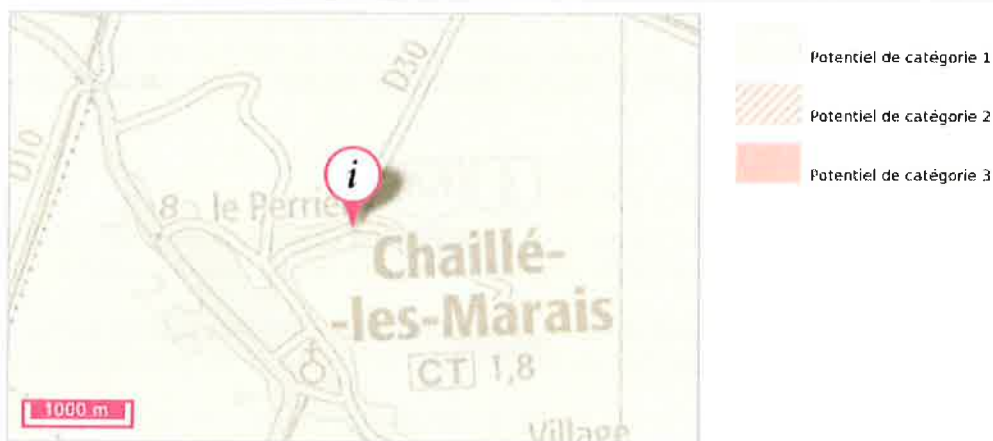 D30
D10
i
8 le Perrie
Chaillé-
-les-Marais
CT 1,8
Village
1000 m
Potentiel de catégorie 1
Potentiel de catégorie 2
Potentiel de catégorie 3